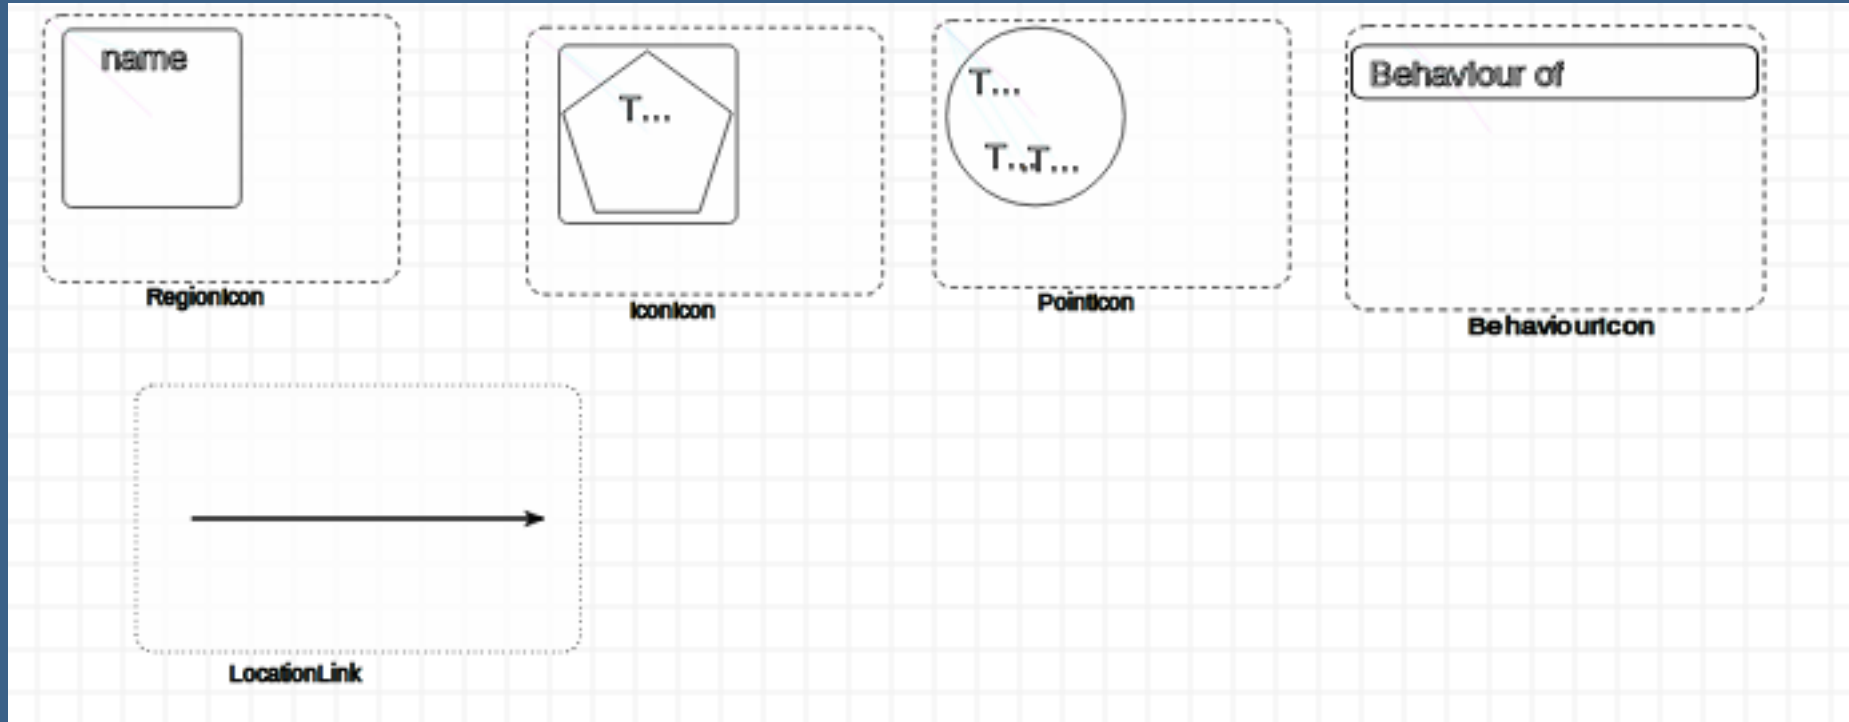 name
T...
T...
T...T...
Behaviour of
RegionIcon
IconIcon
PointIcon
BehaviourIcon
LocationLink